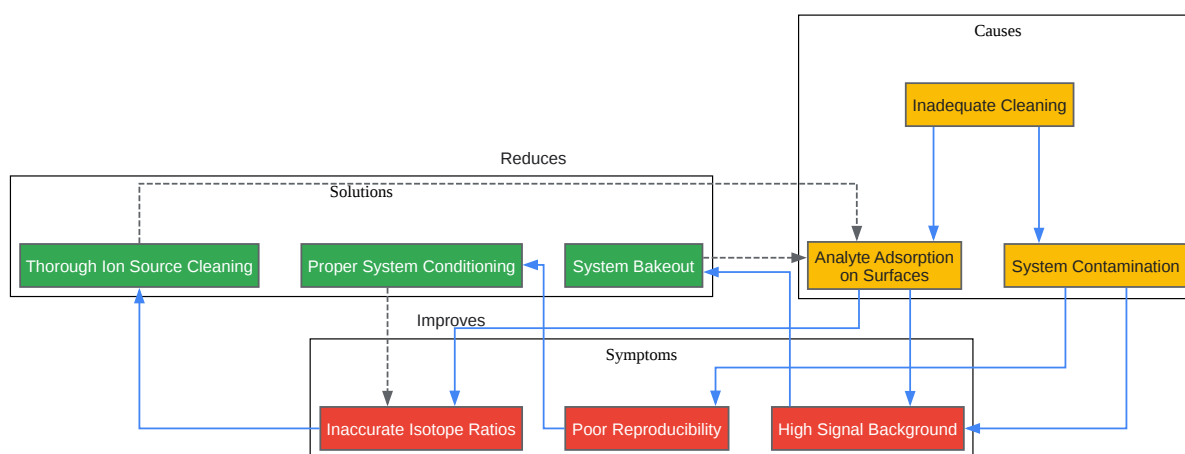 Causes
Inadequate Cleaning
Reduces
Solutions
Thorough Ion Source Cleaning
Proper System Conditioning
System Bakeout
Analyte Adsorption
on Surfaces
System Contamination
Improves
Symptoms
Inaccurate Isotope Ratios
Poor Reproducibility
High Signal Background